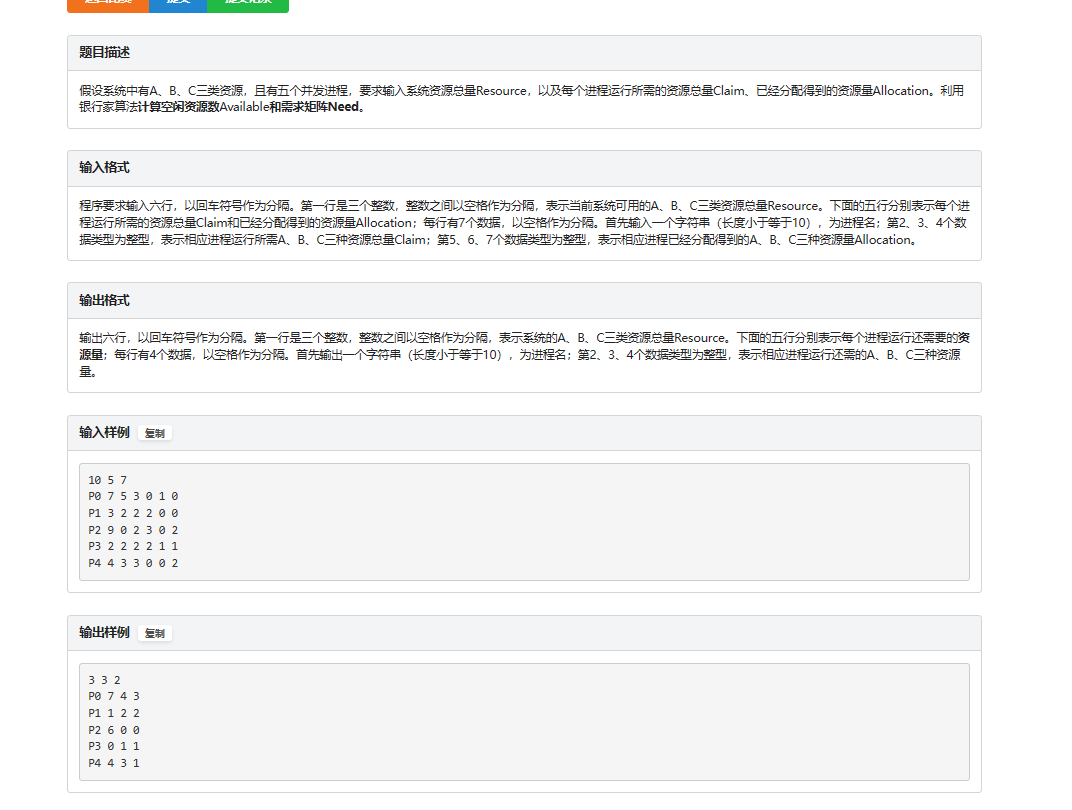 题目描述
假设系统中有A、B、C三类资源，且有五个并发进程，要求输入系统资源总量Resource，以及每个进程运行所需的资源总量Claim、已经分配得到的资源量Allocation。利用
银行家算法计算空闲资源数Available和需求矩阵Need。
输入格式
程序要求输入六行，以回车符号作为分隔。第一行是三个整数，整数之间以空格作为分隔，表示当前系统可用的A、B、C三类资源总量Resource。下面的五行分别表示每个进
程运行所需的资源总量Claim和已经分配得到的资源量Allocation；每行有7个数据，以空格作为分隔。首先输入一个字符串（长度小于等于10），为进程名；第2、3、4个数
据类型为整型，表示相应进程运行所需A、B、C三种资源总量Claim；第5、6、7个数据类型为整型，表示相应进程已经分配得到的A、B、C三种资源量Allocation。
输出格式
输出六行，以回车符号作为分隔。第一行是三个整数，整数之间以空格作为分隔，表示系统的A、B、C三类资源总量Resource。下面的五行分别表示每个进程运行还需要的资
源量；每行有4个数据，以空格作为分隔。首先输出一个字符串（长度小于等于10），为进程名；第2、3、4个数据类型为整型，表示相应进程运行还需的A、B、C三种资源
量。
输入样例 复制
10 5 7
P0 7 5 3 0 1 0
P1 3 2 2 2 0 0
P2 9 0 2 3 0 2
P3 2 2 2 2 1 1
P4 4 3 3 0 0 2
输出样例 复制
3 3 2
P0 7 4 3
P1 1 2 2
P2 6 0 0
P3 0 1 1
P4 4 3 1